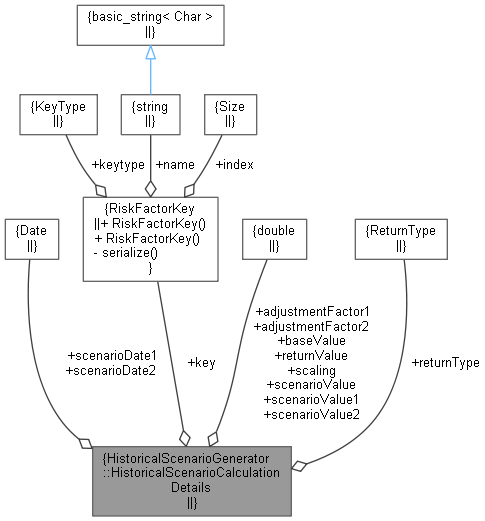 {basic_string< Char >
||}
{KeyType
||}
{string
||}
{Size
||}
+keytype
+name
+index
{RiskFactorKey
||+ RiskFactorKey()
+ RiskFactorKey()
- serialize()
}
{Date
||}
{double
||}
{ReturnType
||}
+scenarioDate1
+scenarioDate2
+key
+adjustmentFactor1
+adjustmentFactor2
+baseValue
+returnValue
+scaling
+scenarioValue
+scenarioValue1
+scenarioValue2
+returnType
{HistoricalScenarioGenerator
::HistoricalScenarioCalculation
Details
||}